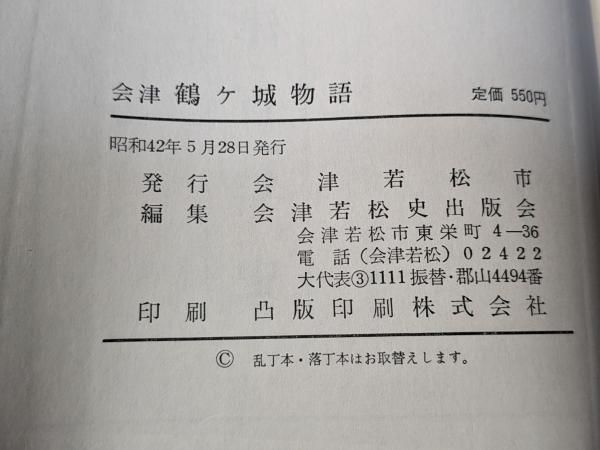 会津鶴ケ城物語 定価 550円
昭和42年5月28日発行
発行 会津若松市
編集 会津若松史出版会
会津若松市東栄町4—36
電話(会津若松)02422
大代表③1111振替・郡山4494番
印刷 凸版印刷株式会社
© 乱丁本・落丁本はお取替えします。